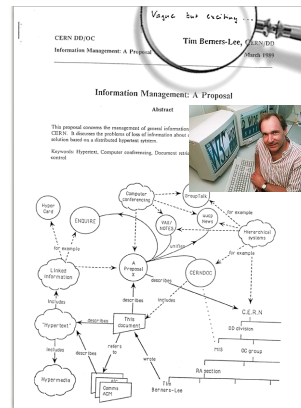 Vague but exciting ...
CERN DD/OC
Tim Berners-Lee, CERN/DD
Information Management: A Proposal
March 1989
Information Management: A Proposal
Abstract
This proposal concerns the management of general information
CERN. It discusses the problems of loss of information about
solution based on a distributed hypertext system.
Keywords: Hypertext, Computer conferencing, Document retrie
control
Computer
conferencing
GroupTalk
Hyper
Card
ENQUIRE
VAX/
NOTES
uucp
News
for example
Hierarchical
systems
for example
unifies
for example
Linked
information
A
Proposal
X
CERNDOC
describes
includes
C.E.R.N
describes
Includes
DD division
"Hypertext"
describes
This
document
includes
refers
to
MIS
OC group
describes
wrote
RA section
Hypermedia
Comms
ACM
Tim
Berners-Lee